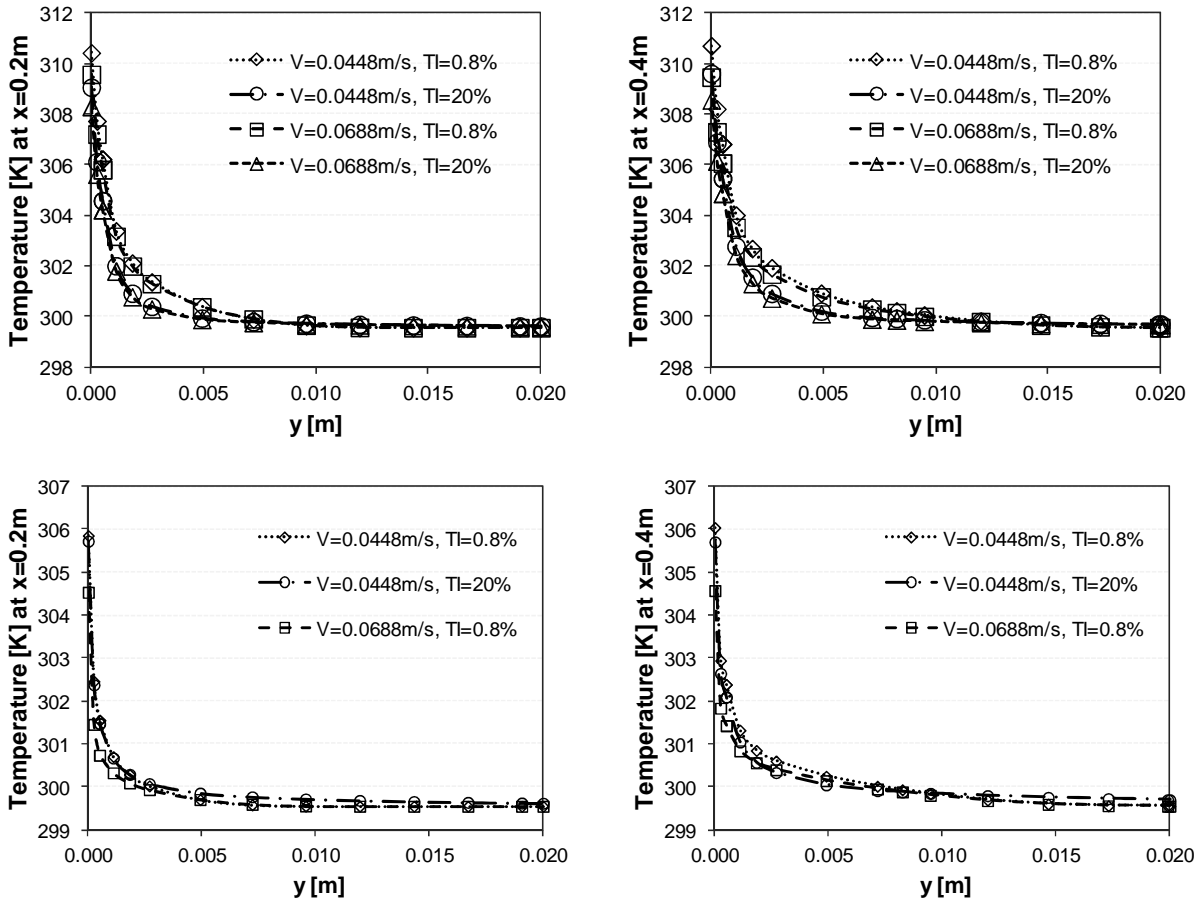 Temperature [K] at x=0.2m
312
310
308
306
304
302
300
298
V=0.0448m/s, TI=0.8%
V=0.0448m/s, TI=20%
V=0.0688m/s, TI=0.8%
V=0.0688m/s, TI=20%
0.000 0.005 0.010 0.015 0.020
y [m]
Temperature [K] at x=0.4m
312
310
308
306
304
302
300
298
V=0.0448m/s, TI=0.8%
V=0.0448m/s, TI=20%
V=0.0688m/s, TI=0.8%
V=0.0688m/s, TI=20%
0.000 0.005 0.010 0.015 0.020
y [m]
Temperature [K] at x=0.2m
307
306
305
304
303
302
301
300
299
V=0.0448m/s, TI=0.8%
V=0.0448m/s, TI=20%
V=0.0688m/s, TI=0.8%
0.000 0.005 0.010 0.015 0.020
y [m]
Temperature [K] at x=0.4m
307
306
305
304
303
302
301
300
299
V=0.0448m/s, TI=0.8%
V=0.0448m/s, TI=20%
V=0.0688m/s, TI=0.8%
0.000 0.005 0.010 0.015 0.020
y [m]